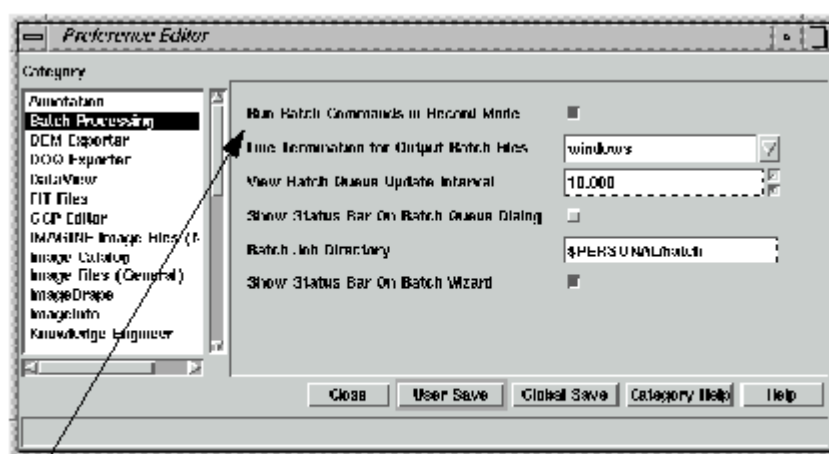 Preference Editor
Category
Annotation
Batch Processing
DEM Exporter
DOQ Exporter
DataView
FIT Files
GCP Editor
IMAGINE Image Files (N
Image Catalog
Image Files (General)
ImageDrape
ImageInfo
Knowledge Engineer
Run Batch Commands in Record Mode
Line Termination for Output Batch Files
windows
View Batch Queue Update Interval
10.000
Show Status Bar On Batch Queue Dialog
Batch Job Directory
$PERSONAL/batch
Show Status Bar On Batch Wizard
Close
User Save
Global Save
Category Help
Help